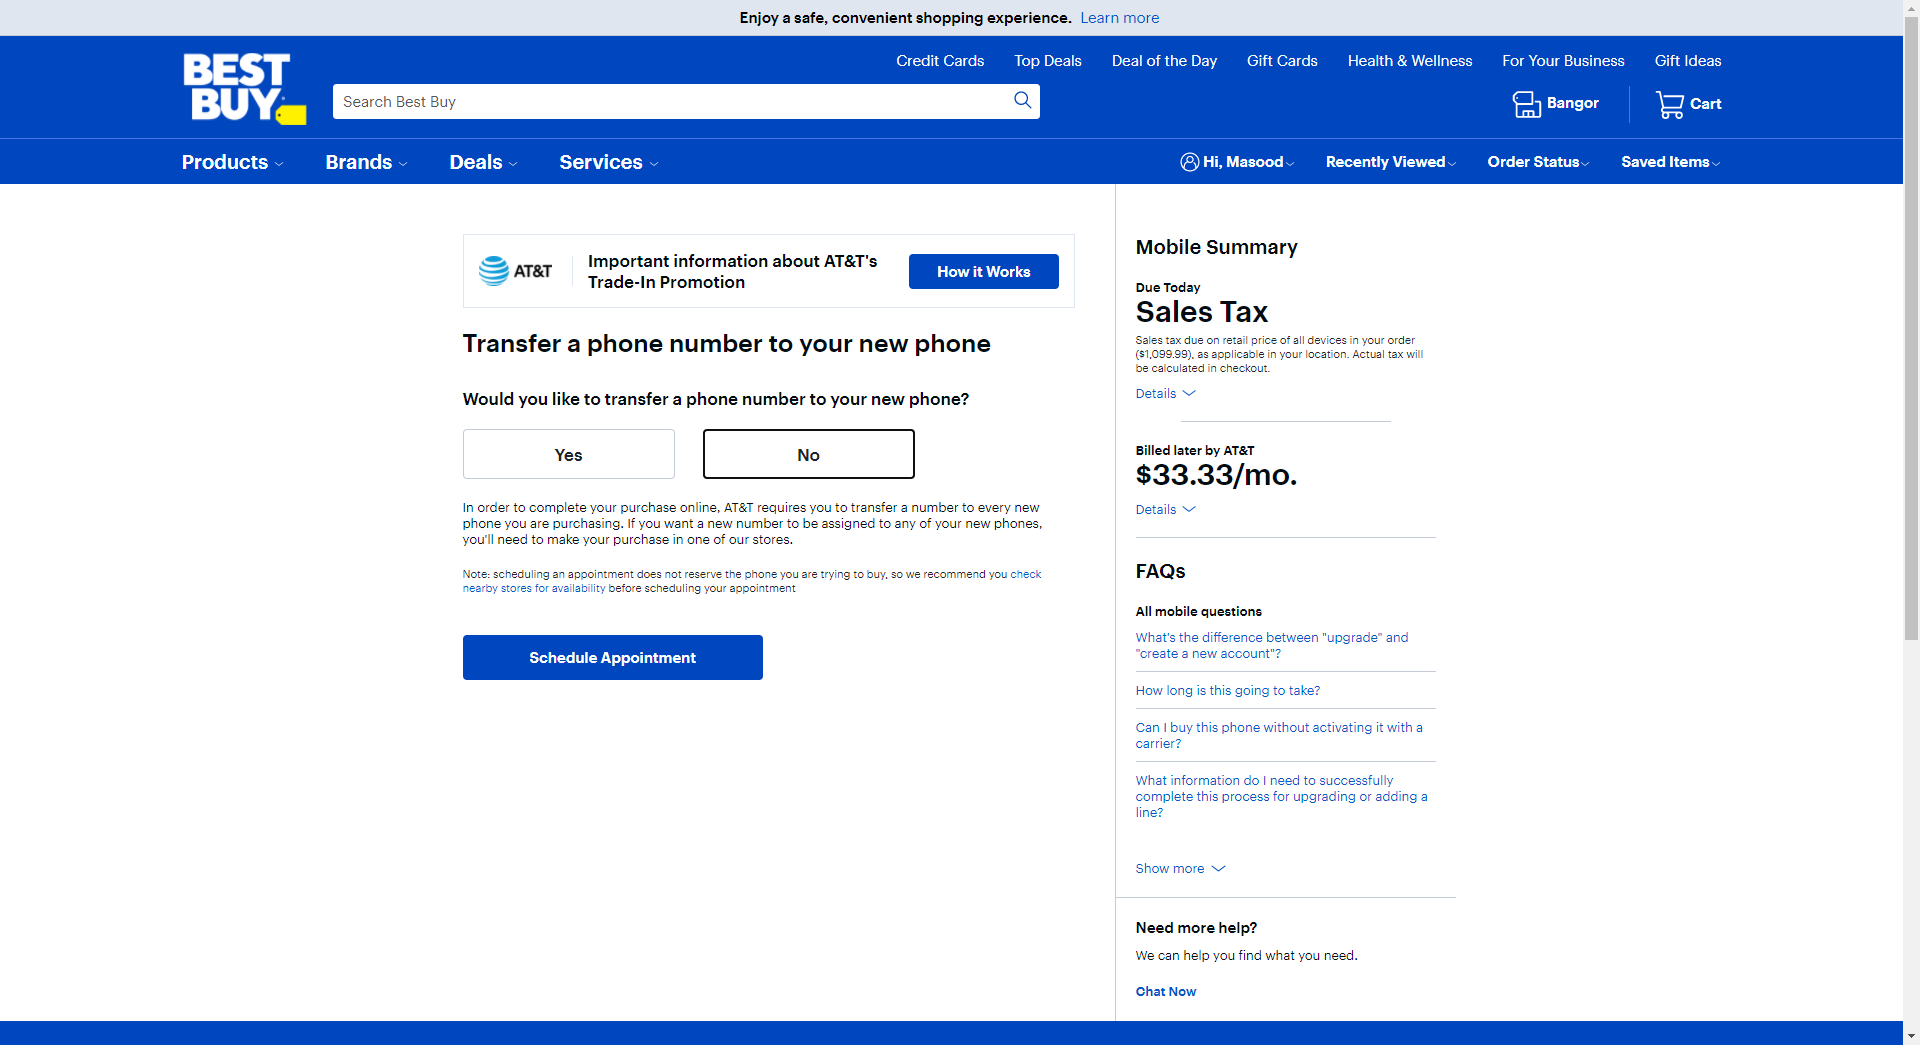 Enjoy a safe, convenient shopping experience. Learn more
Credit Cards Top Deals Deal of the Day Gift Cards Health & Wellness For Your Business Gift Ideas
BEST
BUY
Search Best Buy
Bangor
Cart
Products Brands Deals Services Hi, Masood Recently Viewed Order Status Saved Items
AT&T
Important information about AT&T's
Trade-In Promotion
How it Works
Transfer a phone number to your new phone
Would you like to transfer a phone number to your new phone?
Yes No
In order to complete your purchase online, AT&T requires you to transfer a number to every new
phone you are purchasing. If you want a new number to be assigned to any of your new phones,
you'll need to make your purchase in one of our stores.
Note: scheduling an appointment does not reserve the phone you are trying to buy, so we recommend you check
nearby stores for availability before scheduling your appointment
Schedule Appointment
Mobile Summary
Due Today
Sales Tax
Sales tax due on retail price of all devices in your order
($1,099.99), as applicable in your location. Actual tax will
be calculated in checkout.
Details
Billed later by AT&T
$33.33/mo.
Details
FAQs
All mobile questions
What's the difference between "upgrade" and
"create a new account"?
How long is this going to take?
Can I buy this phone without activating it with a
carrier?
What information do I need to successfully
complete this process for upgrading or adding a
line?
Show more
Need more help?
We can help you find what you need.
Chat Now